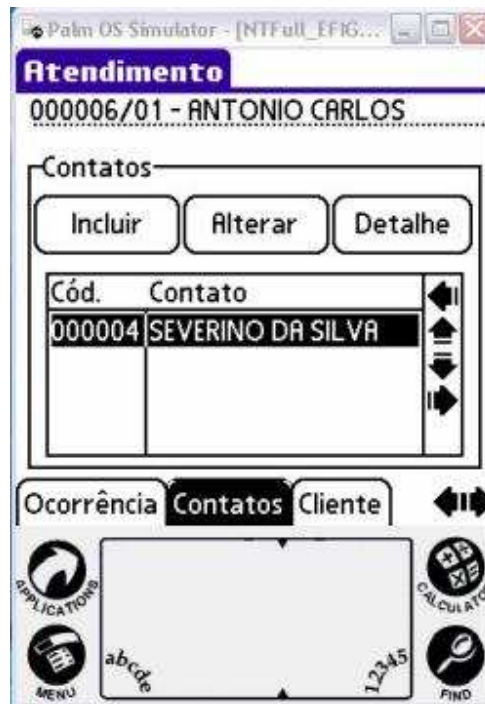 Palm OS Simulator - [NTFull_EFIG...
Atendimento
000006/01 - ANTONIO CARLOS
Contatos
Incluir Alterar Detalhe
Cód. Contato
000004 SEVERINO DA SILVA
Ocorrência Contatos Cliente
APPLICATIONS
CALCULATO
abcde
12345
MENU
FIND